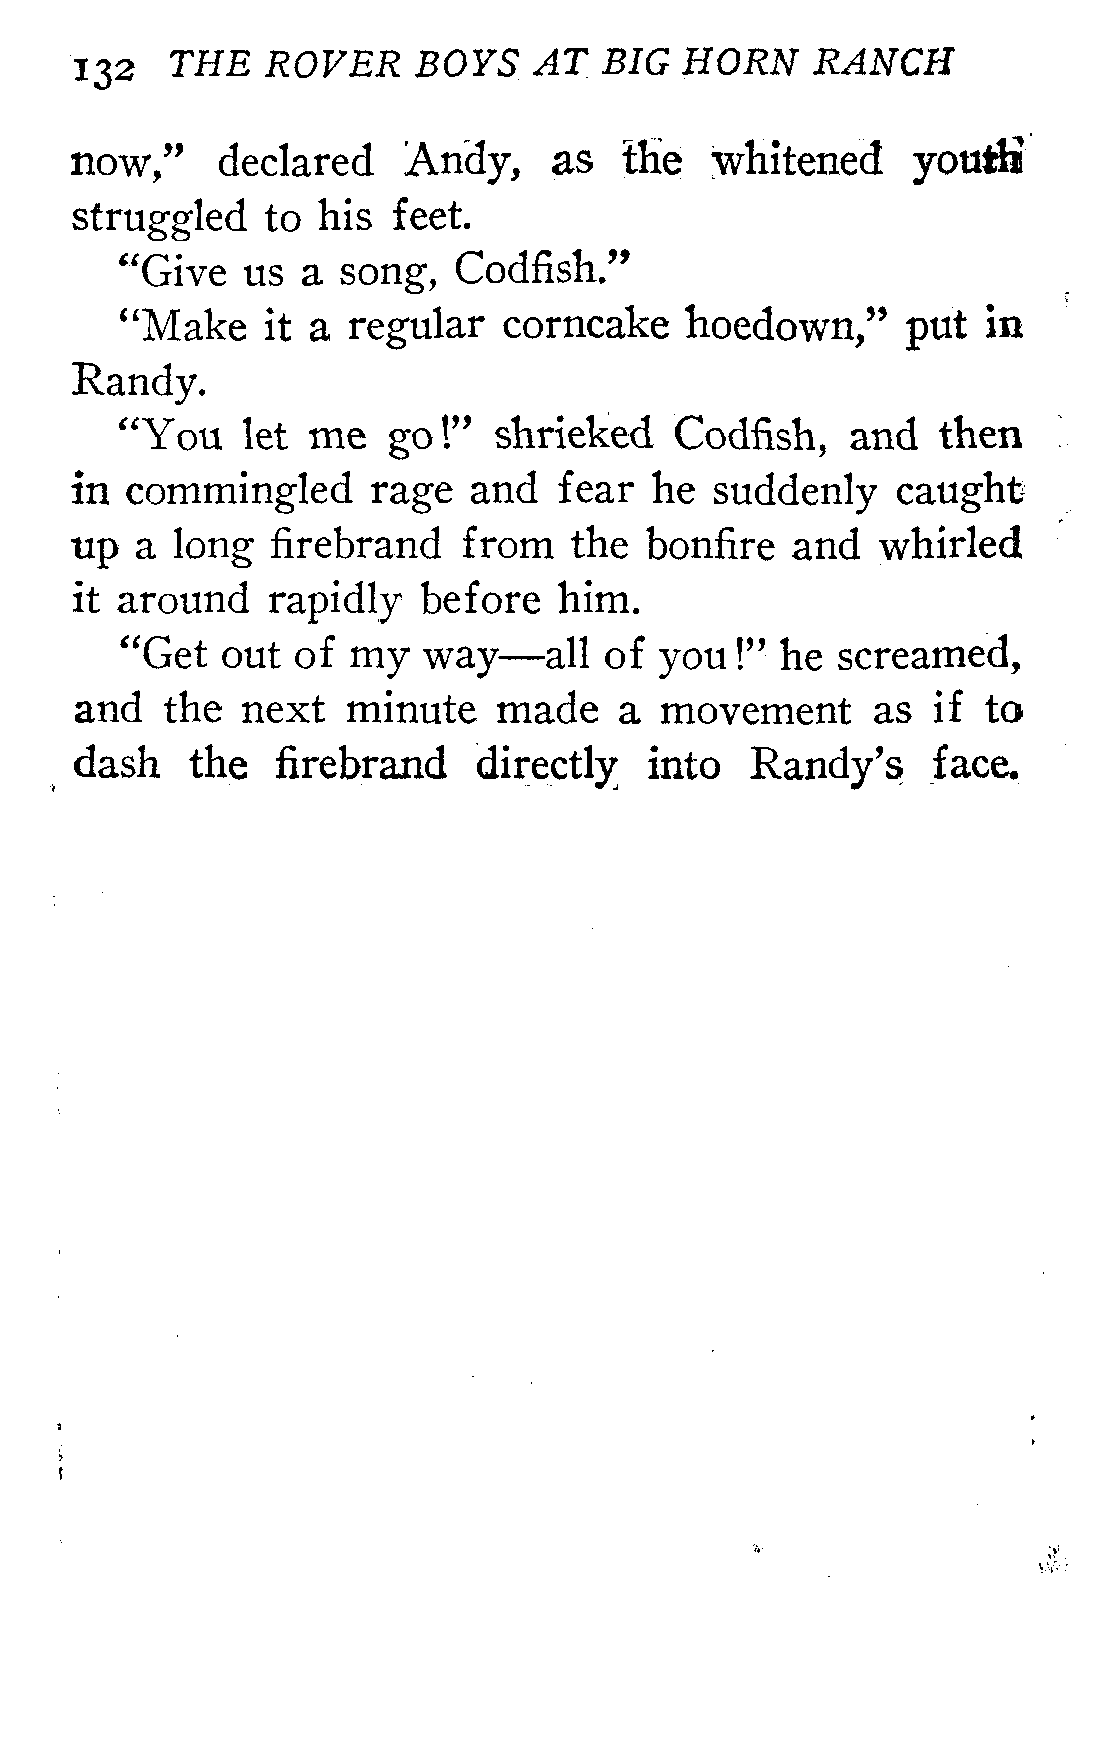 132 THE ROVER BOYS AT BIG HORN RANCH
now,” declared Andy, as the whitened youth
struggled to his feet.
“Give us a song, Codfish.”
“Make it a regular corncake hoedown,” put in
Randy.
“You let me go!” shrieked Codfish, and then
in commingled rage and fear he suddenly caught
up a long firebrand from the bonfire and whirled
it around rapidly before him.
“Get out of my way—all of you!” he screamed,
and the next minute made a movement as if to
dash the firebrand directly into Randy’s face.